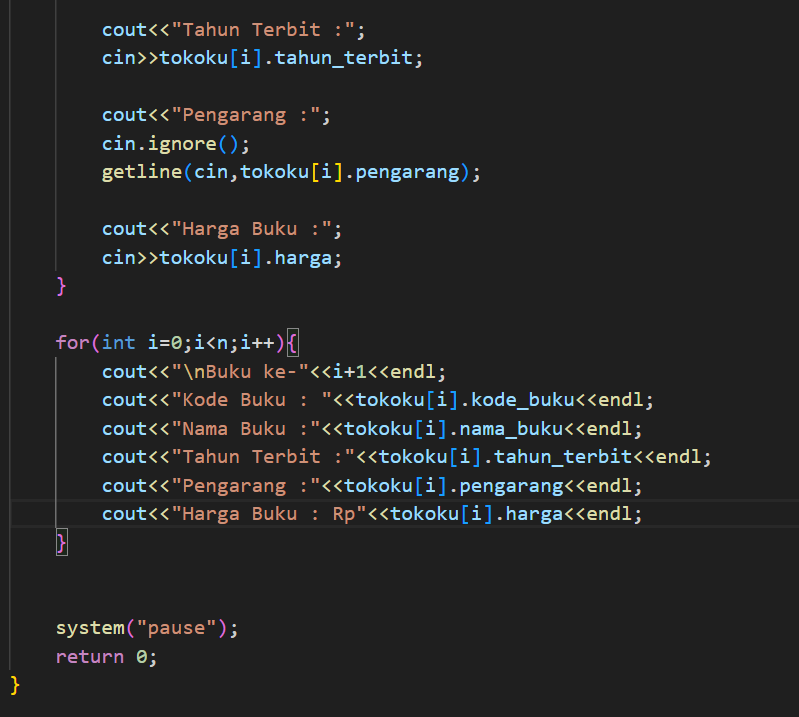 cout<<"Tahun Terbit :";
cin>>tokoku[i].tahun_terbit;
cout<<"Pengarang :";
cin.ignore();
getline(cin,tokoku[i].pengarang);
cout<<"Harga Buku :";
cin>>tokoku[i].harga;
}
for(int i=0;i<n;i++){
cout<<"\nBuku ke-"<<i+1<<endl;
cout<<"Kode Buku : "<<tokoku[i].kode_buku<<endl;
cout<<"Nama Buku :"<<tokoku[i].nama_buku<<endl;
cout<<"Tahun Terbit :"<<tokoku[i].tahun_terbit<<endl;
cout<<"Pengarang :"<<tokoku[i].pengarang<<endl;
cout<<"Harga Buku : Rp"<<tokoku[i].harga<<endl;
}
system("pause");
return 0;
}